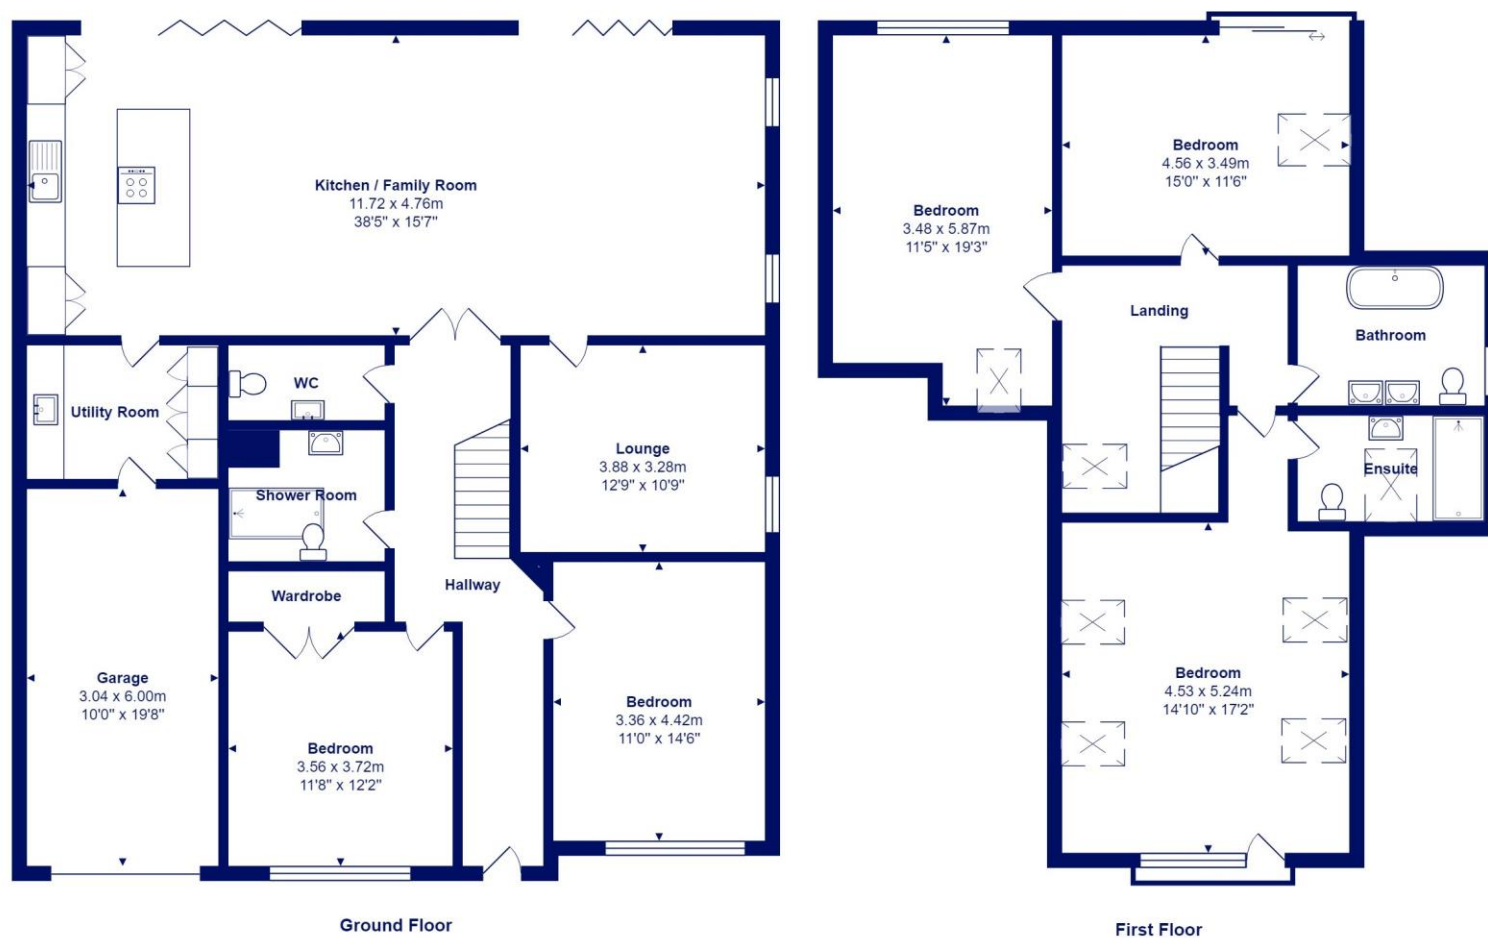 Kitchen / Family Room
11.72 x 4.76m
38'5" x 15'7"
WC
Utility Room
Lounge
3.88 x 3.28m
12'9" x 10'9"
Shower Room
Hallway
Wardrobe
Garage
3.04 x 6.00m
10'0" x 19'8"
Bedroom
3.36 x 4.42m
11'0" x 14'6"
Bedroom
3.56 x 3.72m
11'8" x 12'2"
Ground Floor
Bedroom
4.56 x 3.49m
15'0" x 11'6"
Bedroom
3.48 x 5.87m
11'5" x 19'3"
Landing
Bathroom
Ensuite
Bedroom
4.53 x 5.24m
14'10" x 17'2"
First Floor